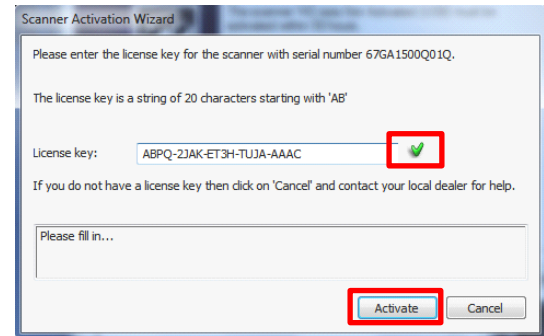 Scanner Activation Wizard
Please enter the license key for the scanner with serial number 67GA1500Q01Q.
The license key is a string of 20 characters starting with 'AB'
License key:
ABPQ-2JAK-ET3H-TUJA-AAAC
If you do not have a license key then click on 'Cancel' and contact your local dealer for help.
Please fill in...
Activate
Cancel